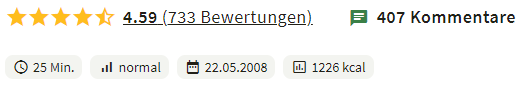 4.59 (733 Bewertungen) 407 Kommentare
25 Min. normal 22.05.2008 1226 kcal